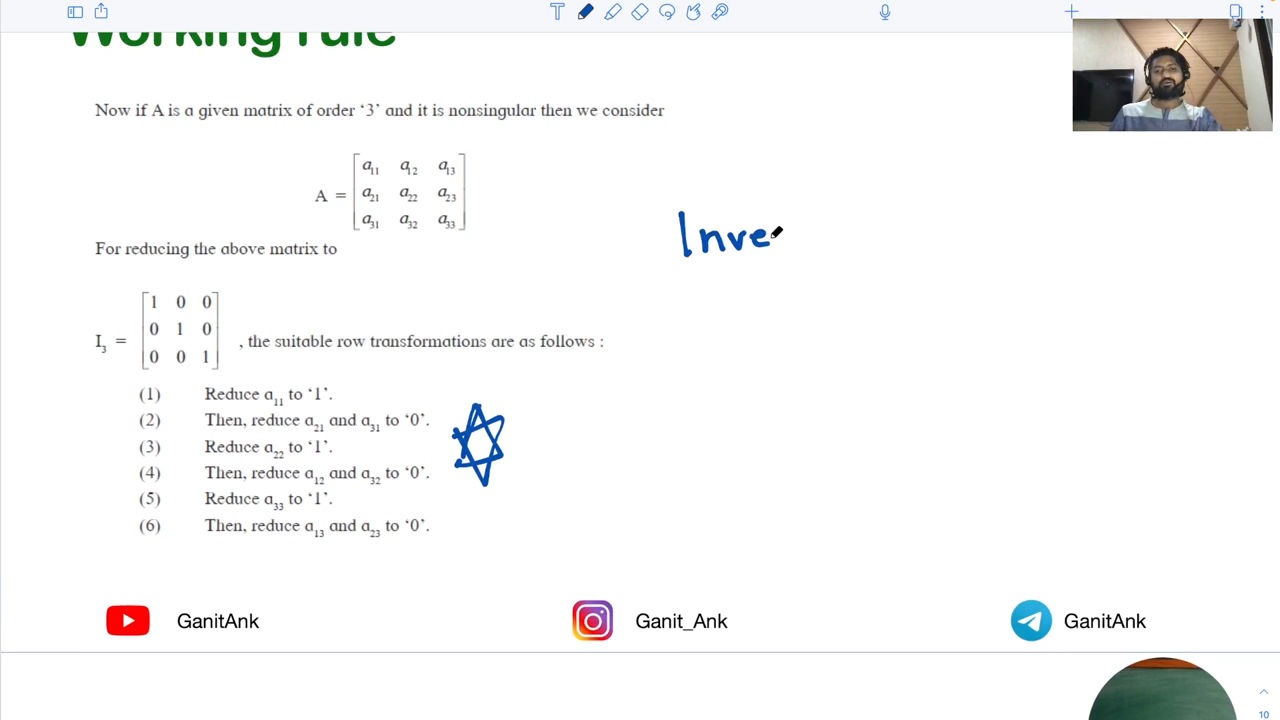 Working rule
Now if A is a given matrix of order ‘3’ and it is nonsingular then we consider
A = [a₁₁ a₁₂ a₁₃
a₂₁ a₂₂ a₂₃
a₃₁ a₃₂ a₃₃]
Inve
For reducing the above matrix to
I₃ = [1 0 0
0 1 0
0 0 1] , the suitable row transformations are as follows :
(1) Reduce a₁₁ to ‘1’.
(2) Then, reduce a₂₁ and a₃₁ to ‘0’.
(3) Reduce a₂₂ to ‘1’.
(4) Then, reduce a₁₂ and a₃₂ to ‘0’.
(5) Reduce a₃₃ to ‘1’.
(6) Then, reduce a₁₃ and a₂₃ to ‘0’.
GanitAnk Ganit_Ank GanitAnk
10